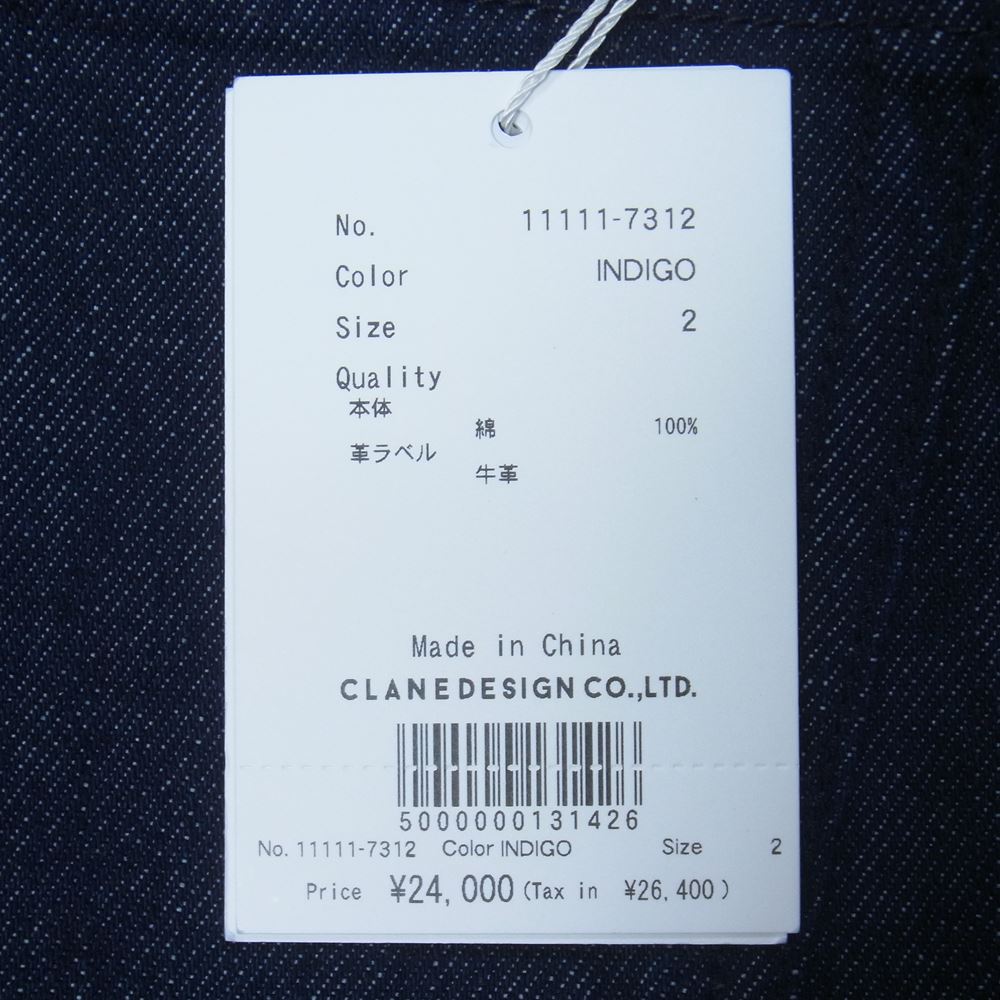 No. 11111-7312
Color INDIGO
Size 2
Quality
本体
綿 100%
革ラベル
牛革
Made in China
CLANEDESIGN CO.,LTD.
5000000131426
No. 11111-7312 Color INDIGO Size 2
Price ¥24,000 (Tax in ¥26,400 )